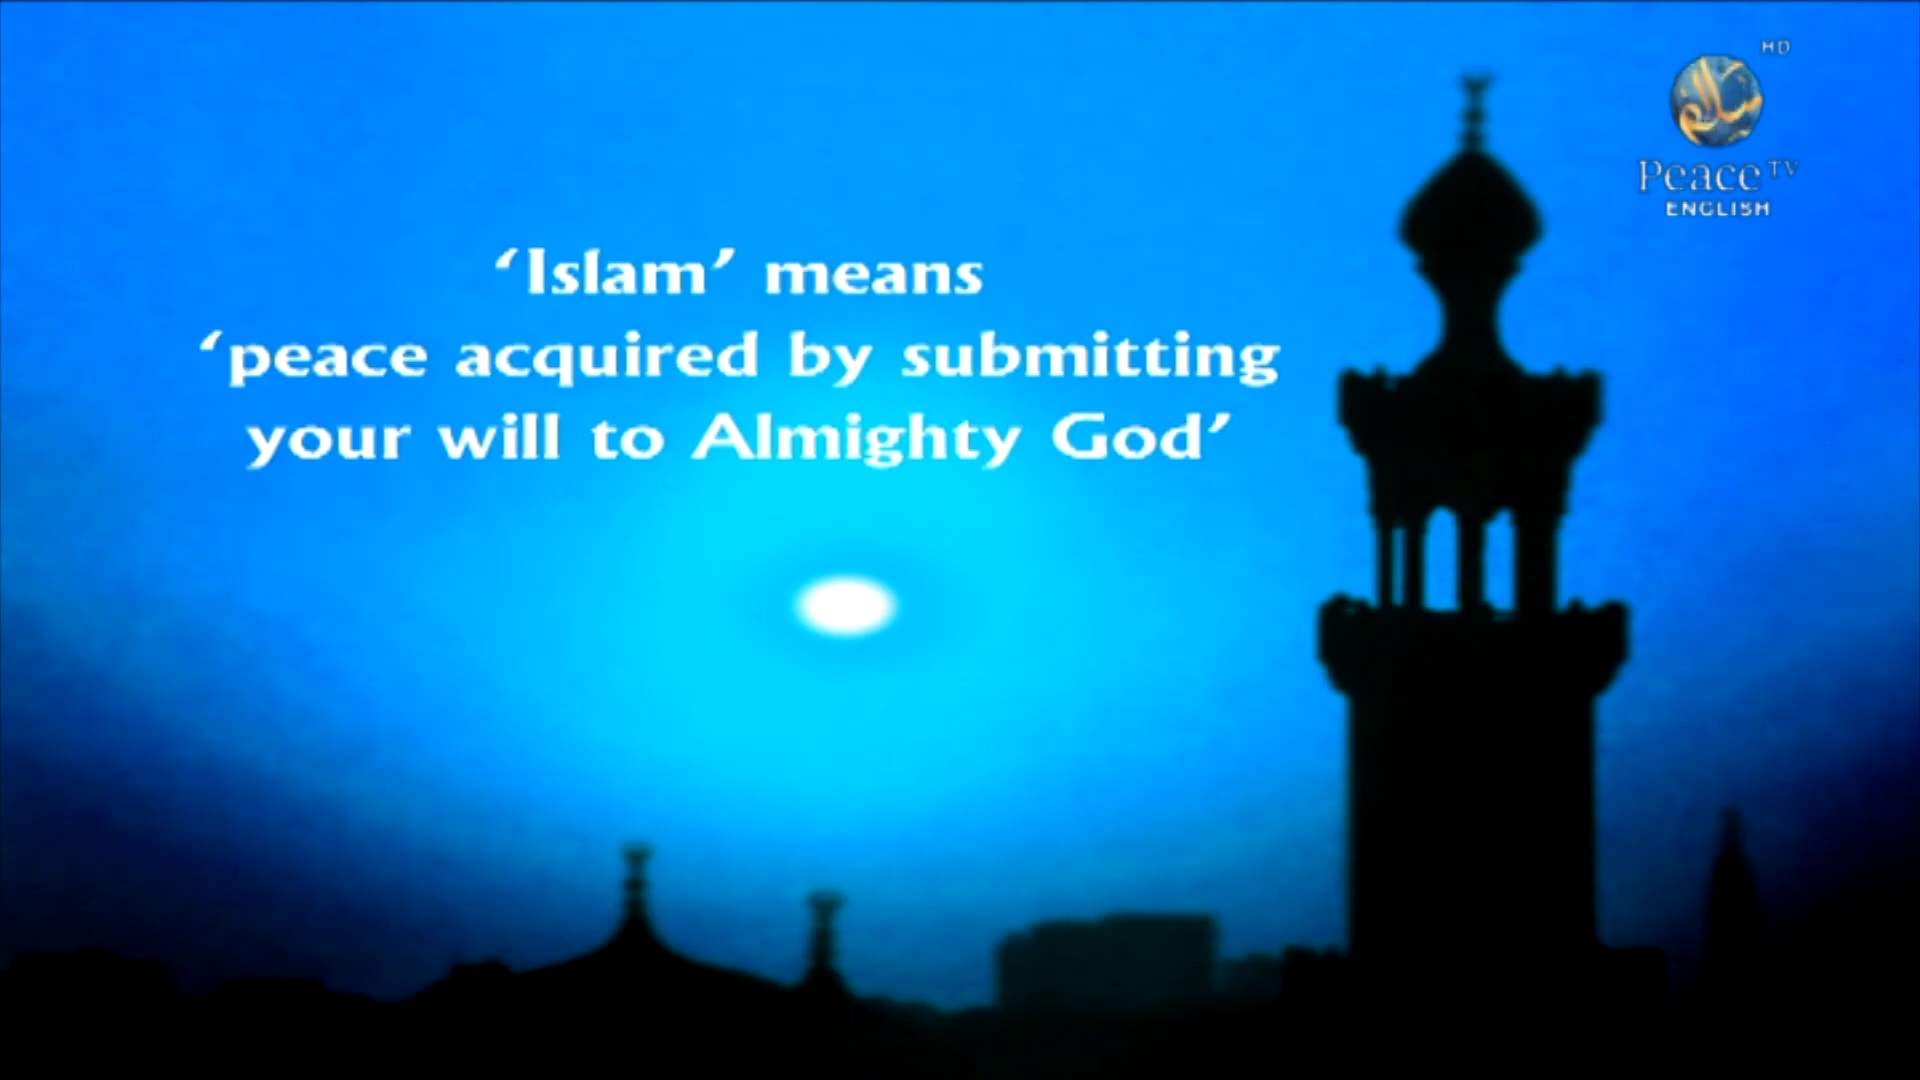 HD
Peace TV
ENGLISH
‘Islam’ means
‘peace acquired by submitting
your will to Almighty God’